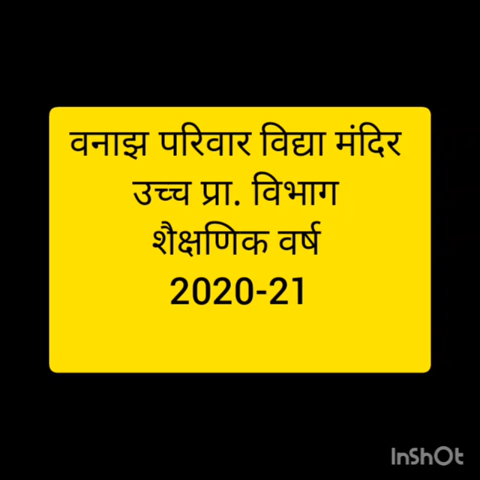 वनाझ परिवार विद्या मंदिर
उच्च प्रा. विभाग
शैक्षणिक वर्ष
2020-21
InShOt